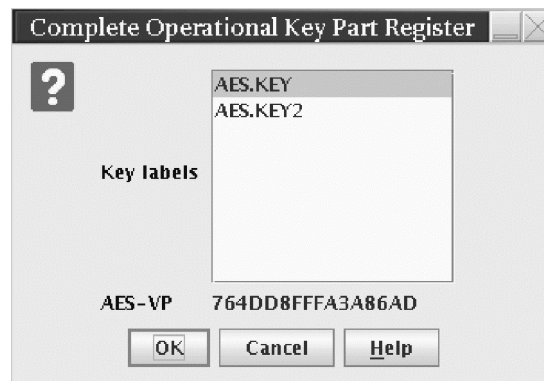 Complete Operational Key Part Register
AES.KEY
AES.KEY2
Key labels
AES-VP 764DD8FFFA3A86AD
OK Cancel Help